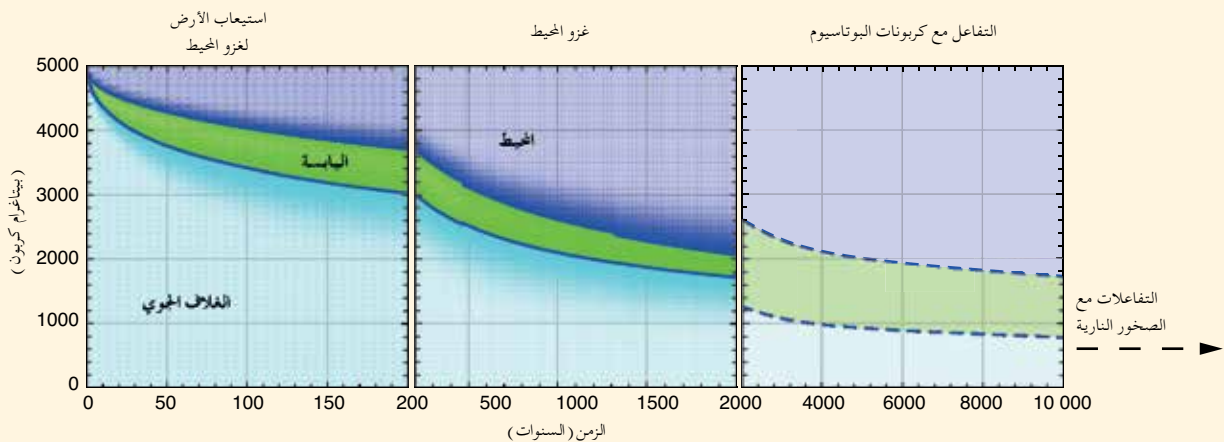 استيعاب الأرض
لغزو المحيط
غزو المحيط
التفاعل مع كربونات البوتاسيوم
5000
4000
3000
2000
1000
0
(بيتاغرام كربون)
اليابسة
الغلاف الجوي
المحيط
التفاعلات مع
الصخور النارية
0 50 100 150 200 500 1000 1500 2000 4000 6000 8000 10 000
الزمن (السنوات)